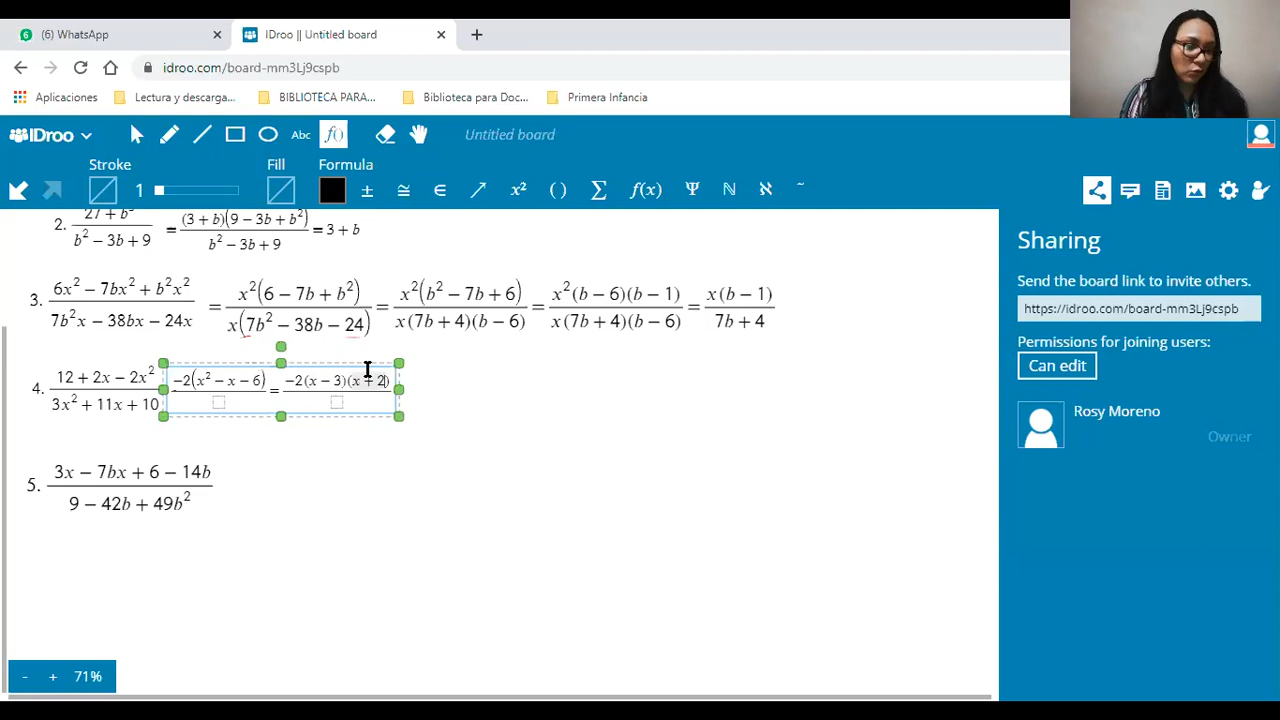 (6) WhatsApp
IDroo || Untitled board
idroo.com/board-mm3Lj9cspb
Aplicaciones Lectura y descarga... BIBLIOTECA PARA... Biblioteca para Doc... Primera Infancia
IDroo Abc f() Untitled board
Stroke Fill Formula
1 ± ≅ ∈ x² ( ) ∑ f(x) Ψ ℕ ℵ ~
2. (27 + b³)/(b² − 3b + 9) = ((3 + b)(9 − 3b + b²))/(b² − 3b + 9) = 3 + b
3. (6x² − 7bx² + b²x²)/(7b²x − 38bx − 24x) = (x²(6 − 7b + b²))/(x(7b² − 38b − 24)) = (x²(b² − 7b + 6))/(x(7b + 4)(b − 6)) = (x²(b − 6)(b − 1))/(x(7b + 4)(b − 6)) = (x(b − 1))/(7b + 4)
4. (12 + 2x − 2x²)/(3x² + 11x + 10) (−2(x² − x − 6))/□ = (−2(x − 3)(x + 2))/□
5. (3x − 7bx + 6 − 14b)/(9 − 42b + 49b²)
- + 71%
Sharing
Send the board link to invite others.
https://idroo.com/board-mm3Lj9cspb
Permissions for joining users:
Can edit
Rosy Moreno
Owner